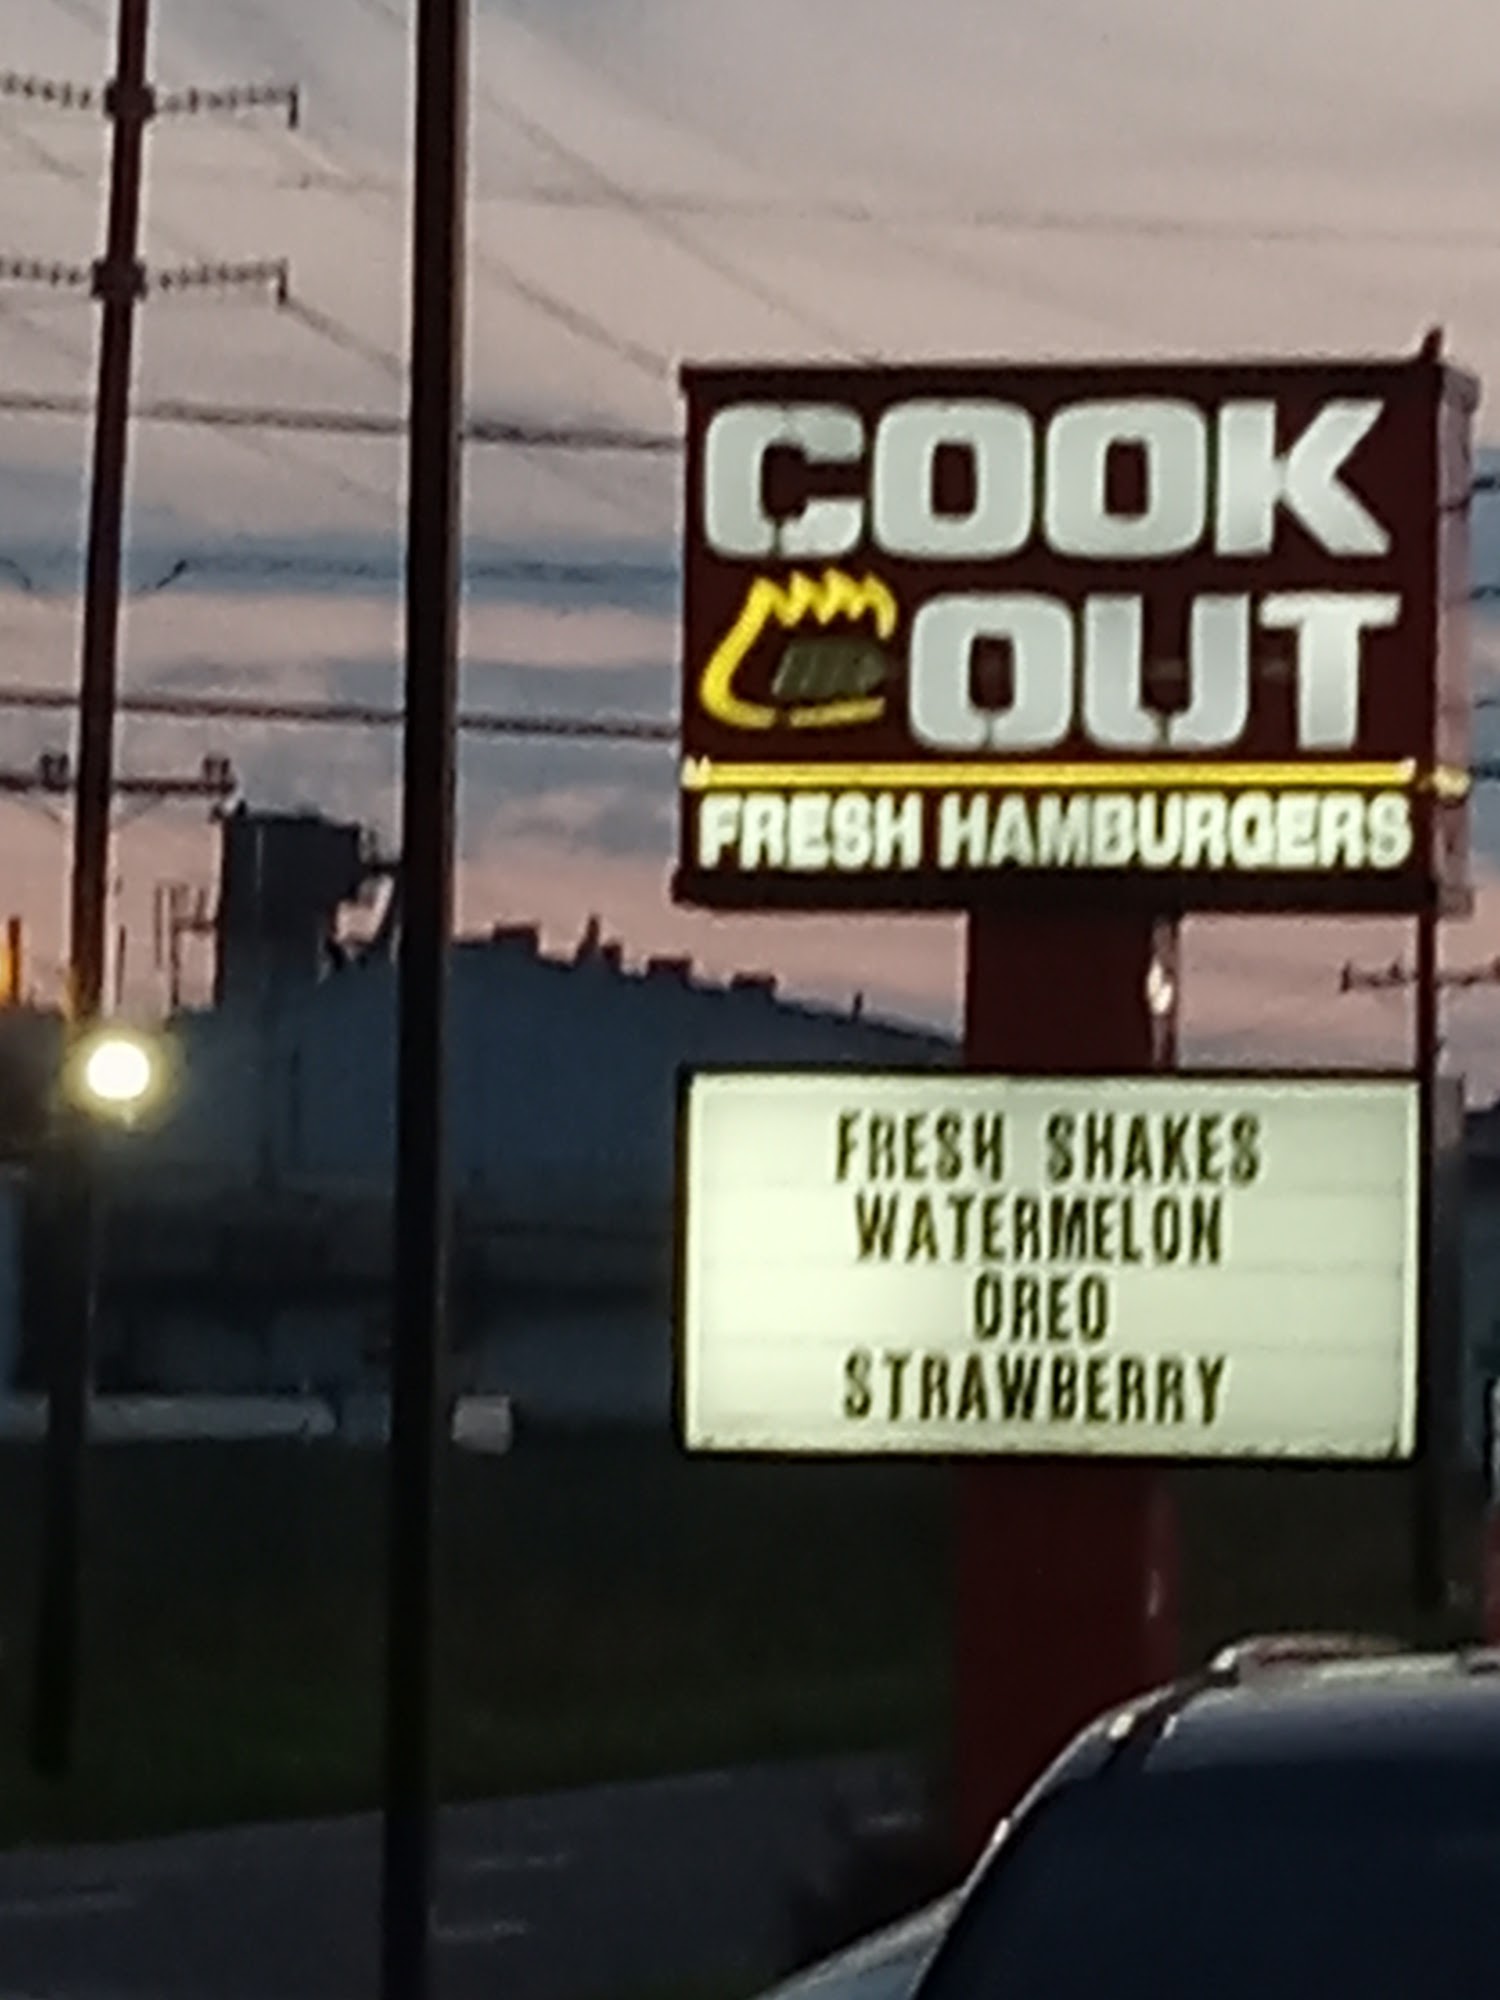 COOK
OUT
FRESH HAMBURGERS
FRESH SHAKES
WATERMELON
OREO
STRAWBERRY